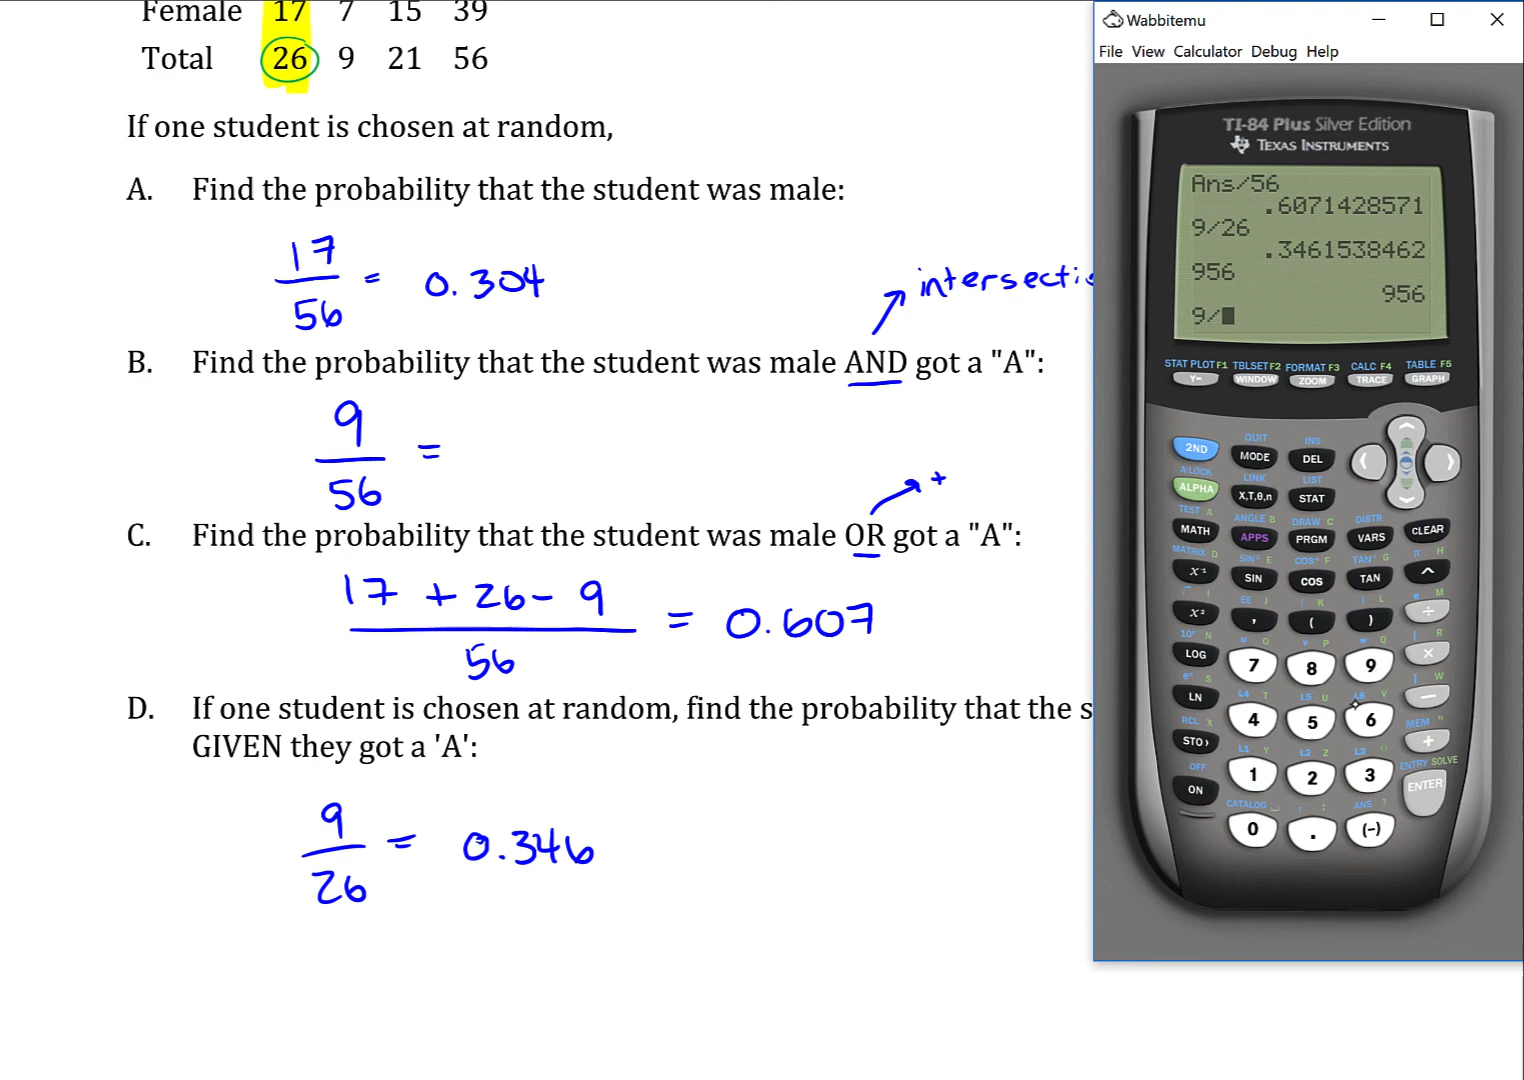 Female 17 7 15 39
Total 26 9 21 56
If one student is chosen at random,
A. Find the probability that the student was male:
17/56 = 0.304
intersecti
B. Find the probability that the student was male AND got a "A":
9/56 =
+
C. Find the probability that the student was male OR got a "A":
17 + 26 - 9
= 0.607
56
D. If one student is chosen at random, find the probability that the s
GIVEN they got a 'A':
9/26 = 0.346
Wabbitemu
File View Calculator Debug Help
TI-84 Plus Silver Edition
TEXAS INSTRUMENTS
Ans/56
.6071428571
9/26
.3461538462
956
956
9/
STAT PLOT F1 TBLSET F2 FORMAT F3 CALC F4 TABLE F5
Y= WINDOW ZOOM TRACE GRAPH
QUIT INS
2ND MODE DEL
A-LOCK LINK LIST
ALPHA X,T,θ,n STAT
TEST A ANGLE B DRAW C DISTR
MATH APPS PRGM VARS CLEAR
MATRIX D SIN⁻¹ E COS⁻¹ F TAN⁻¹ G π H
X⁻¹ SIN COS TAN ^
EE J { K } L e M
X² , ( ) ÷
10ˣ N u O v P w Q [ R
LOG 7 8 9 ×
eˣ S L4 T L5 U L6 V ] W
LN 4 5 6 −
RCL X L1 Y L2 Z L3 θ MEM "
STO› 1 2 3 +
OFF CATALOG i : ANS ? ENTRY SOLVE
ON 0 . (-) ENTER